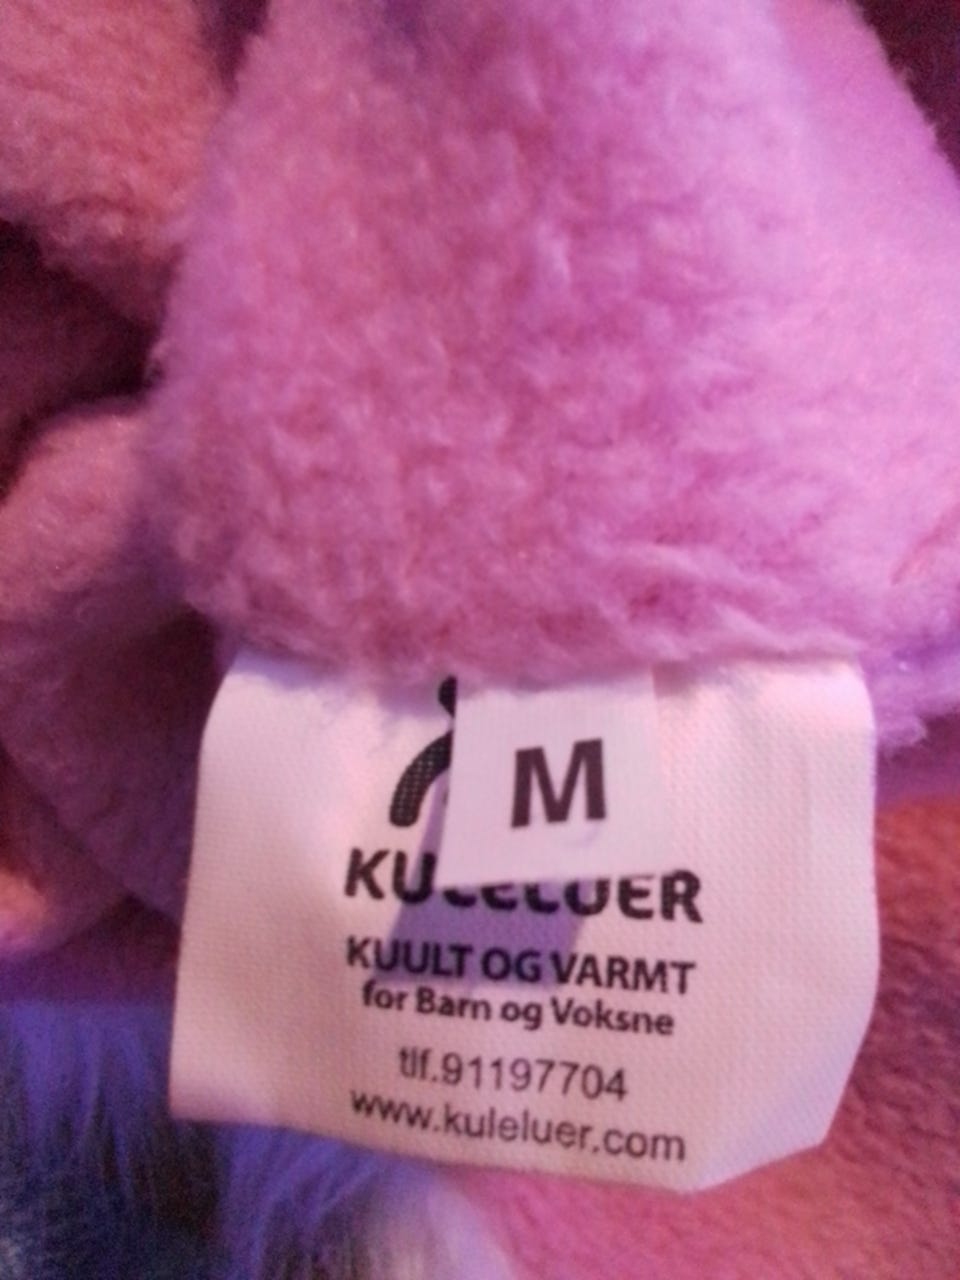 M
KULELUER
KUULT OG VARMT
for Barn og Voksne
tlf.91197704
www.kuleluer.com